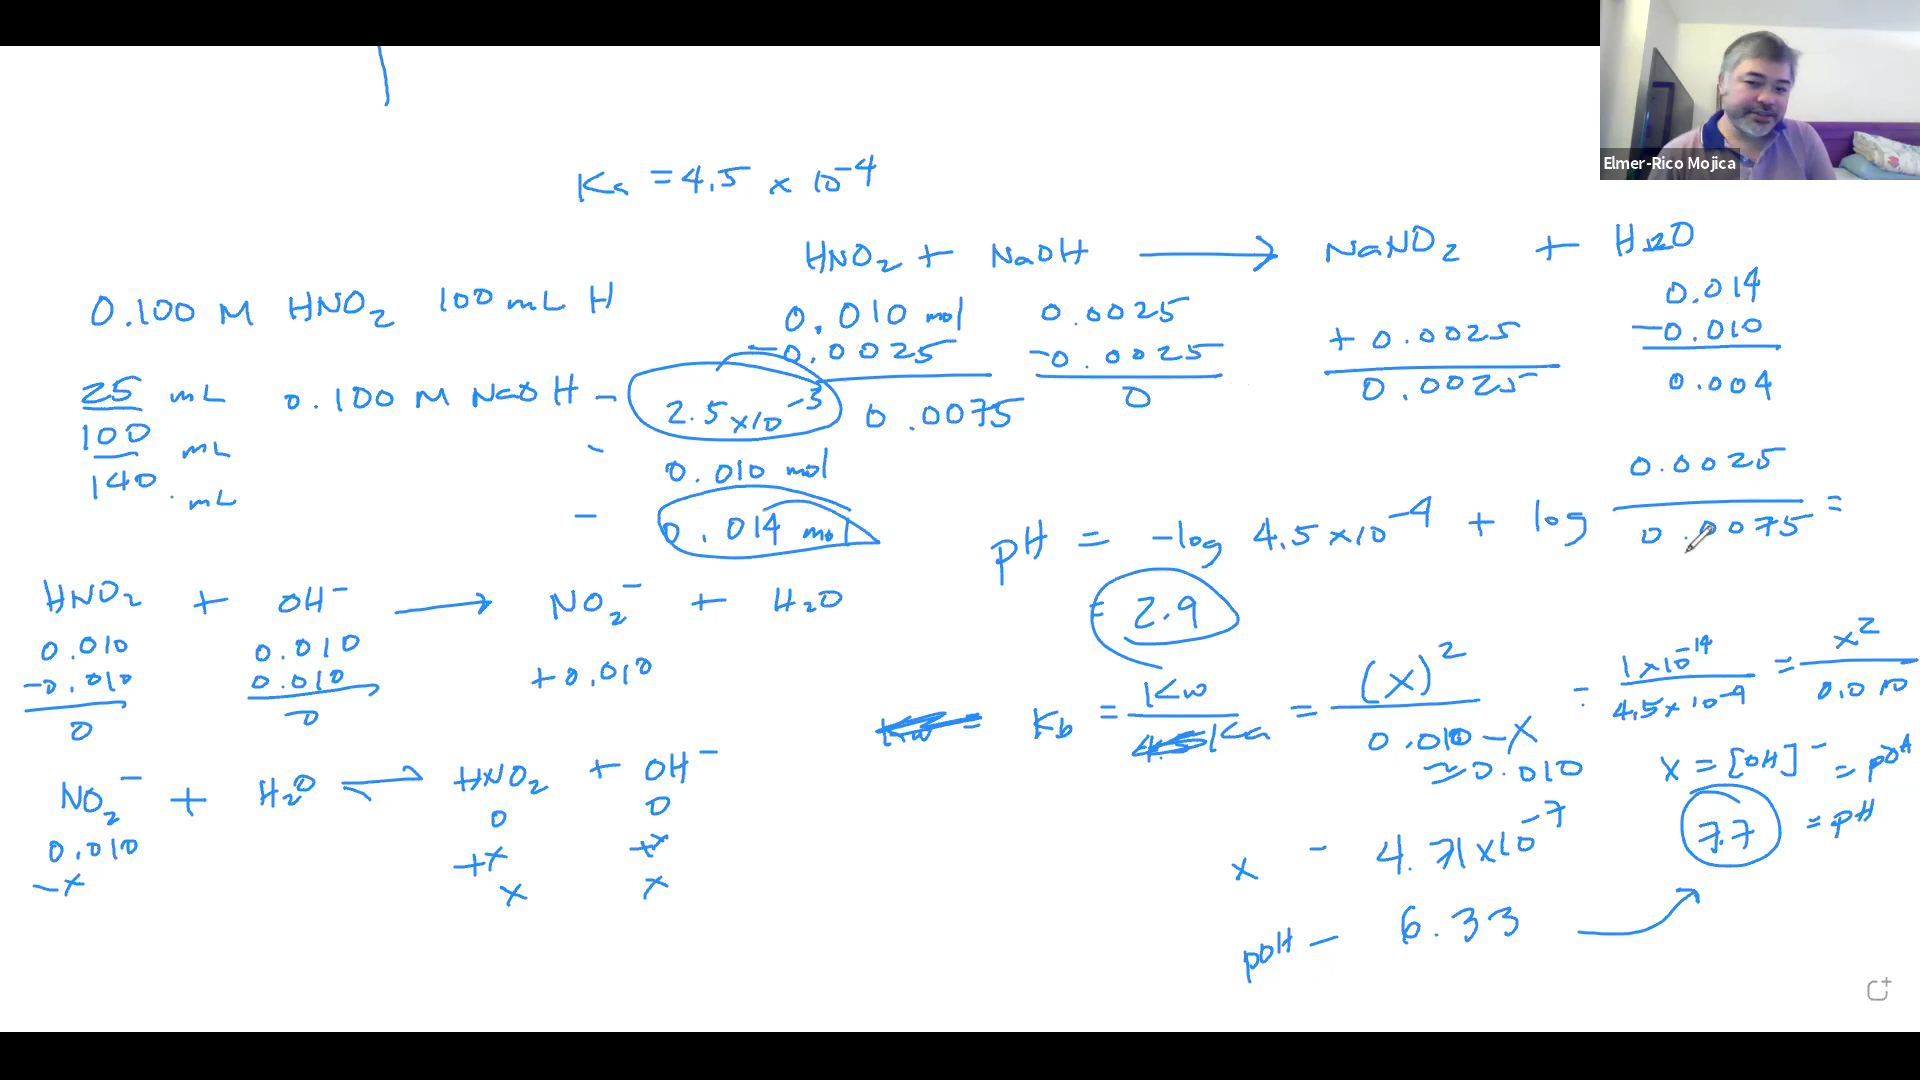 Elmer-Rico Mojica
Ka = 4.5 x 10-4
HNO2 + NaOH → NaNO2 + H2O
0.100 M HNO2 100 mL H
0.010 mol 0.0025 0.014
-0.0025 -0.0025 +0.0025 -0.010
0.0075 0 0.0025 0.004
25 mL 0.100 M NaOH - 2.5x10-3
100 mL - 0.010 mol
140 mL - 0.014 mol
pH = -log 4.5x10-4 + log 0.0025 / 0.0075 =
= 2.9
HNO2 + OH- → NO2- + H2O
0.010 0.010 +0.010
-0.010 0.010
0 0
Kb = Kw / Ka = (x)2 / 0.010-x = 1x10-14 / 4.5x10-4 = x2 / 0.010
≈0.010
NO2- + H2O ⇌ HNO2 + OH-
0.010 0 0
-x +x +x
x x
x = [OH]- = pOH
7.7 = pH
x - 4.71x10-7
pOH - 6.33